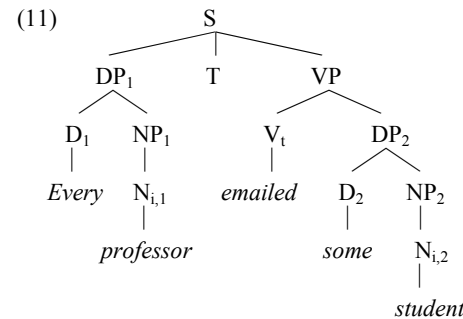 (11) S
DP₁ T VP
D₁ NP₁ Vₜ DP₂
Every Nᵢ,₁ emailed D₂ NP₂
professor some Nᵢ,₂
student